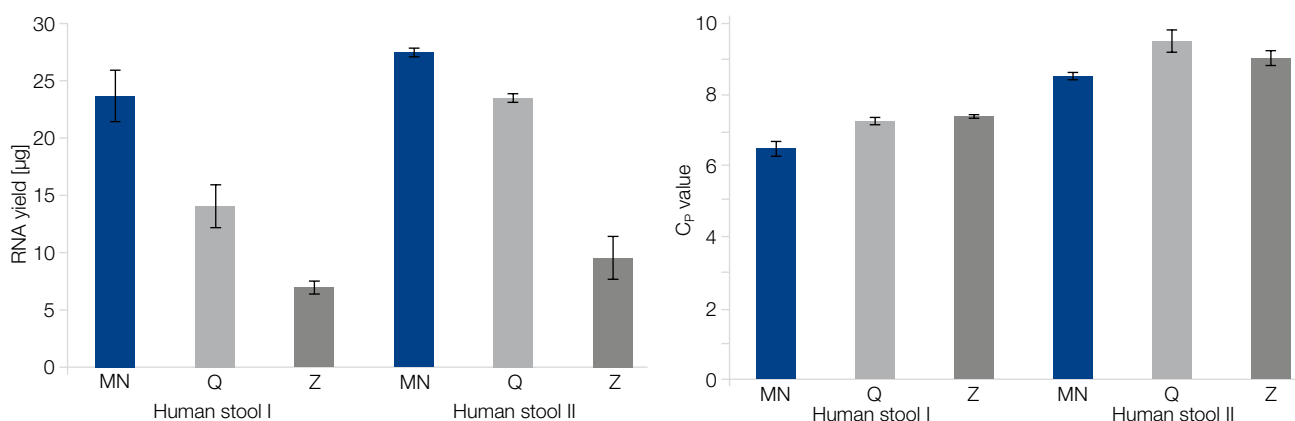 RNA yield [µg]
30
25
20
15
10
5
0
MN Q Z MN Q Z
Human stool I Human stool II
C_P value
10
8
6
4
2
0
MN Q Z MN Q Z
Human stool I Human stool II